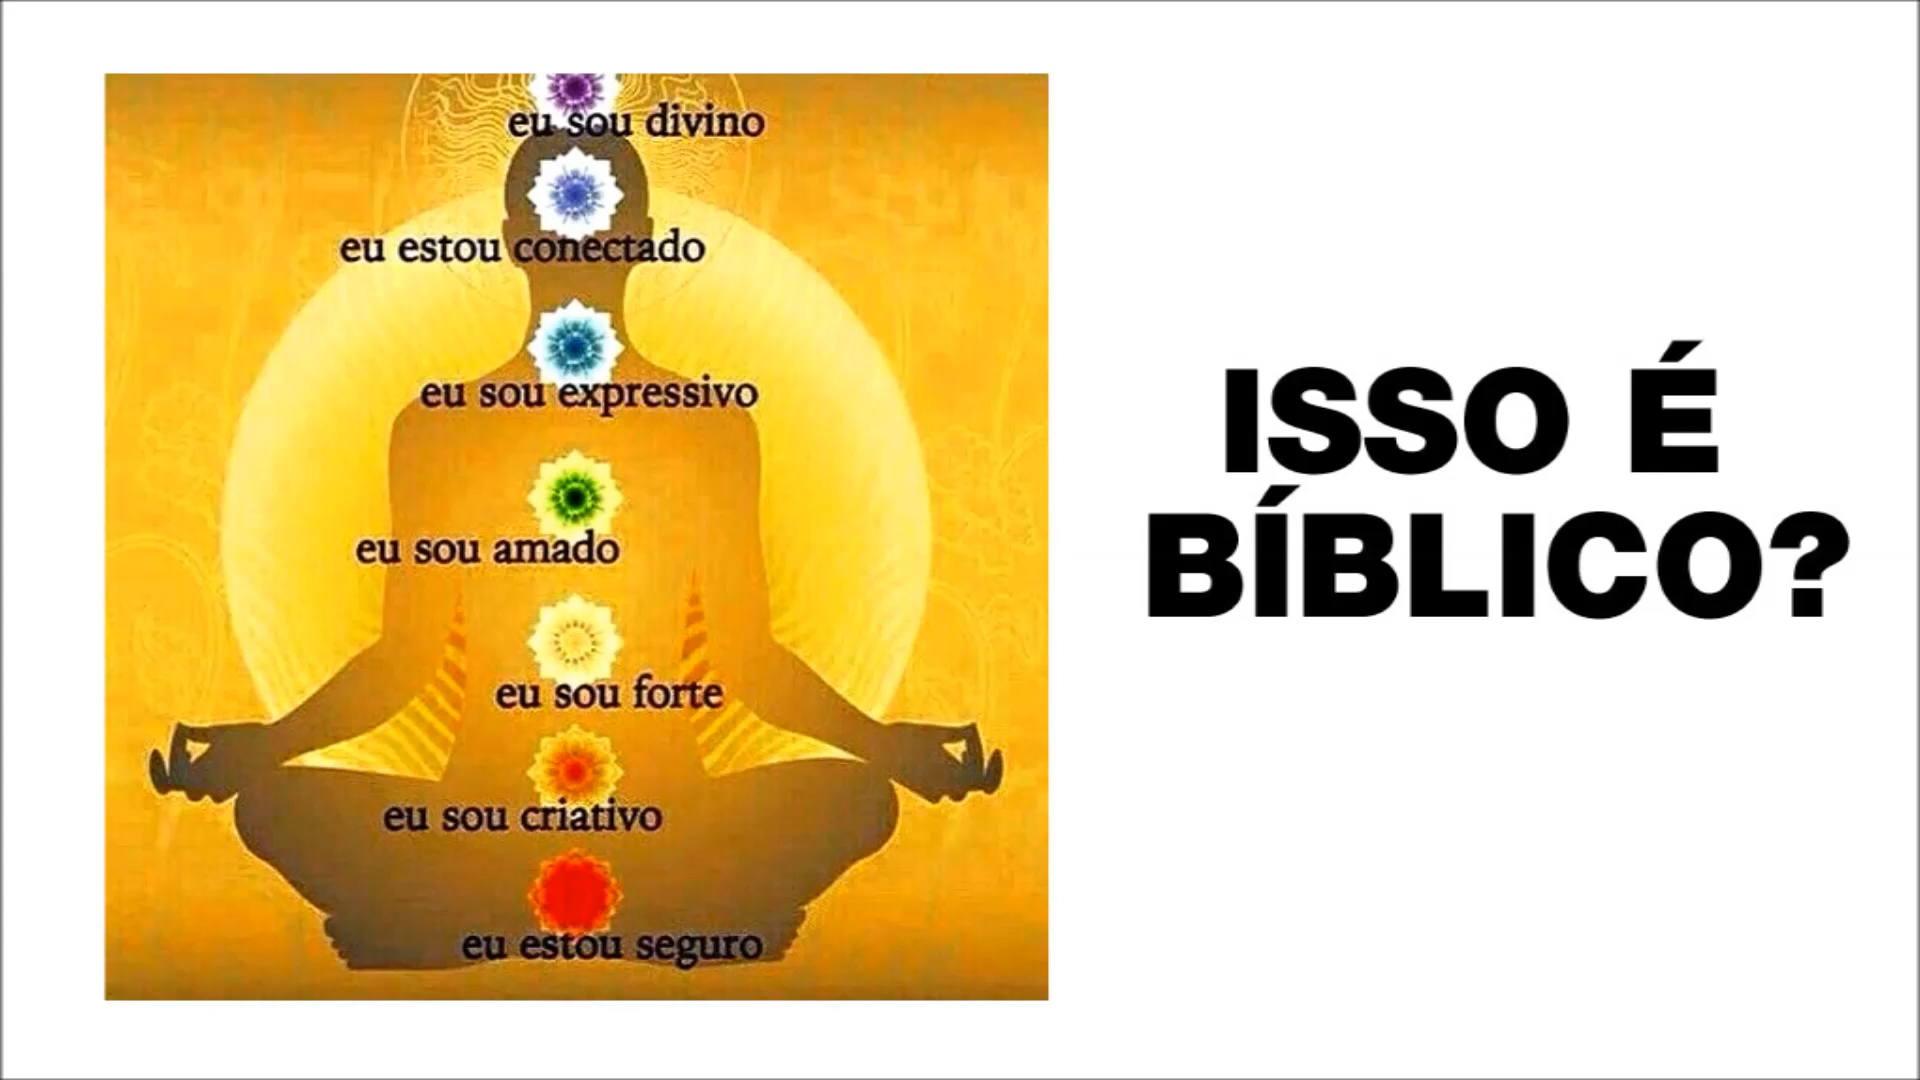 eu sou divino
eu estou conectado
eu sou expressivo
eu sou amado
eu sou forte
eu sou criativo
eu estou seguro
ISSO É
BÍBLICO?